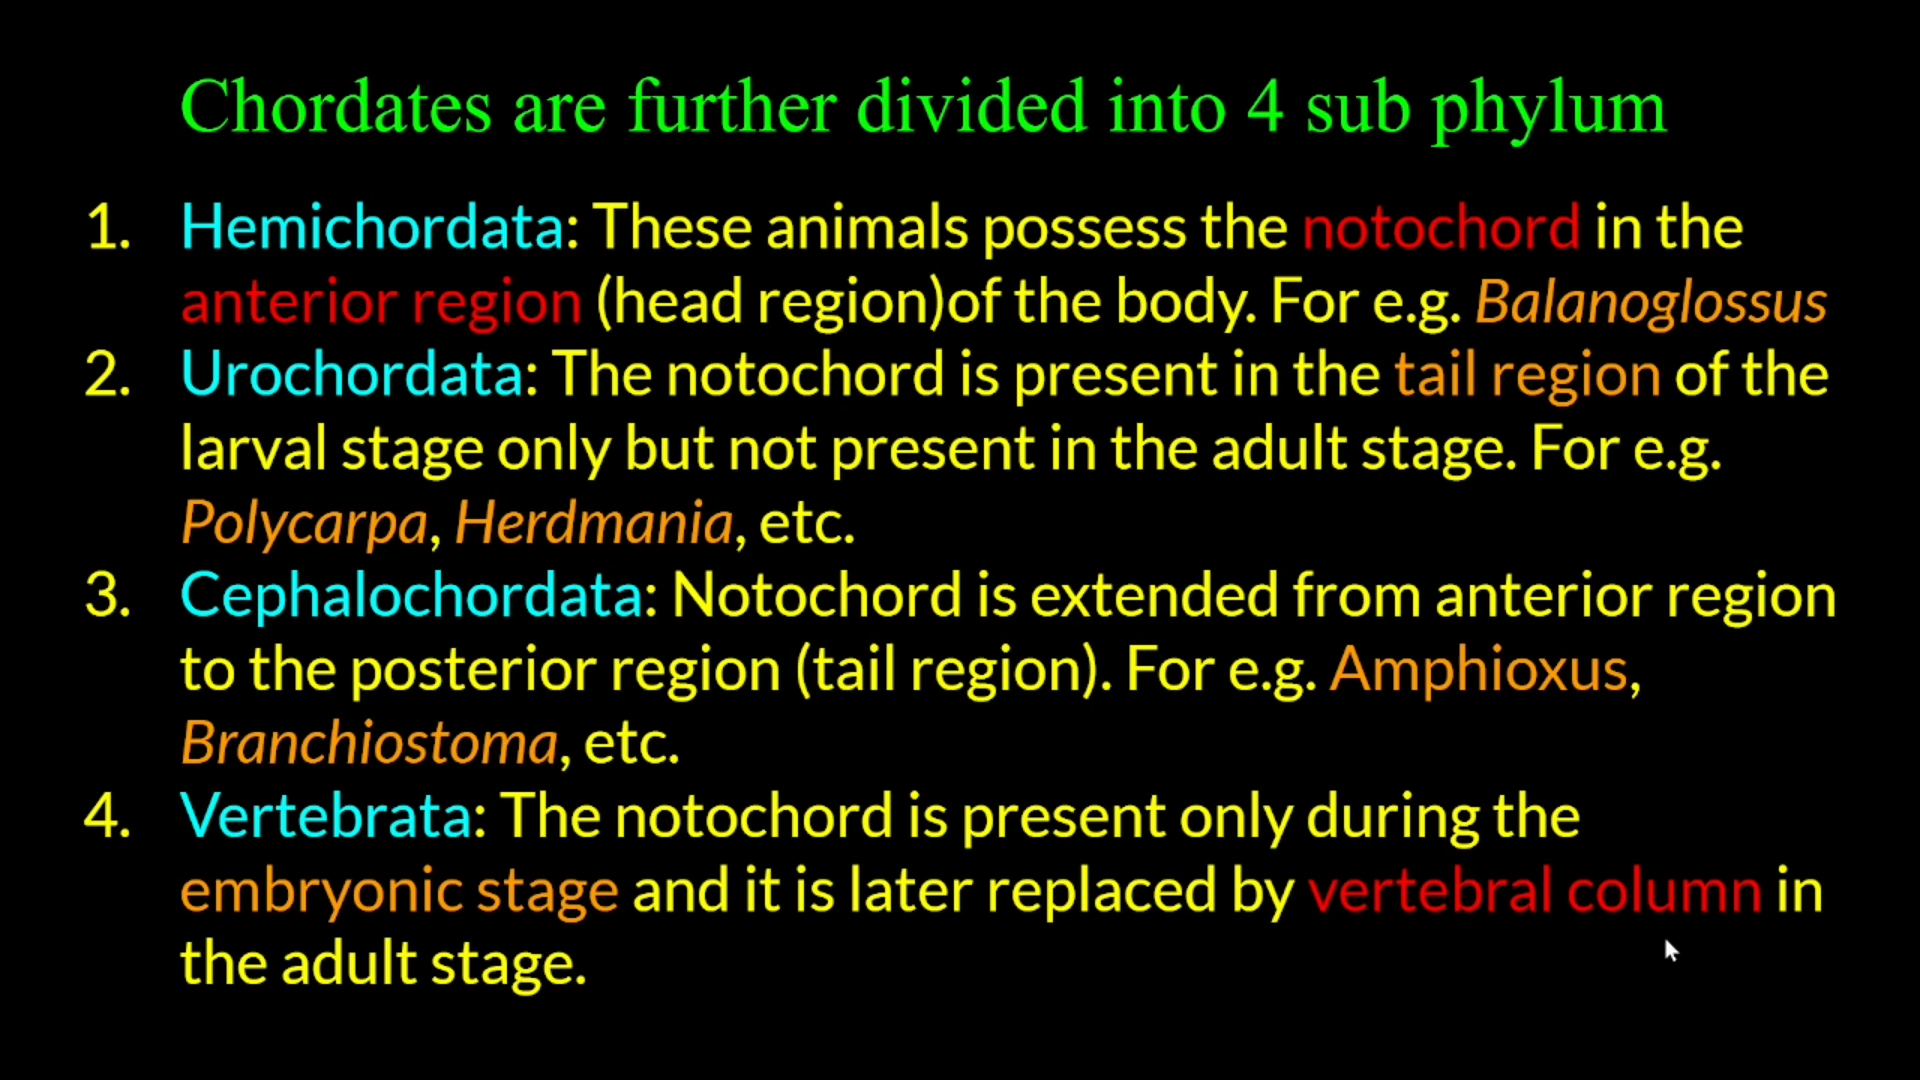 Chordates are further divided into 4 sub phylum
1. Hemichordata: These animals possess the notochord in the
anterior region (head region)of the body. For e.g. Balanoglossus
2. Urochordata: The notochord is present in the tail region of the
larval stage only but not present in the adult stage. For e.g.
Polycarpa, Herdmania, etc.
3. Cephalochordata: Notochord is extended from anterior region
to the posterior region (tail region). For e.g. Amphioxus,
Branchiostoma, etc.
4. Vertebrata: The notochord is present only during the
embryonic stage and it is later replaced by vertebral column in
the adult stage.